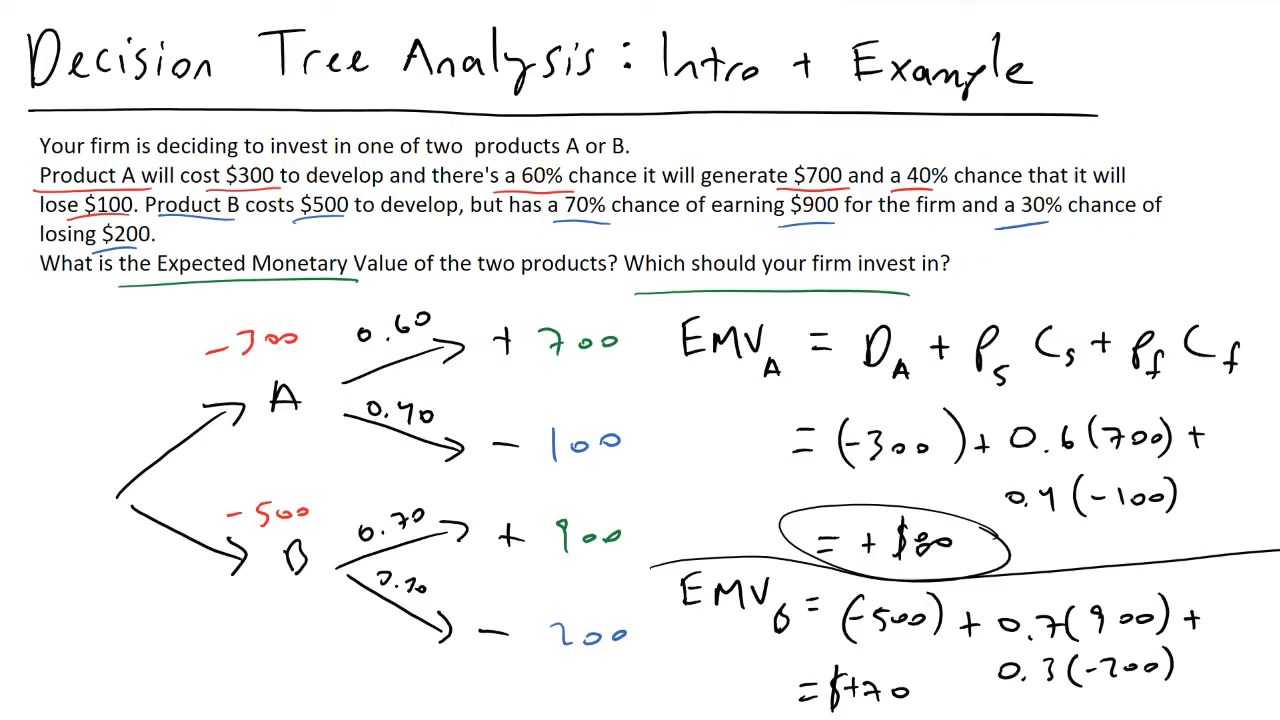 Decision Tree Analysis: Intro + Example
Your firm is deciding to invest in one of two products A or B.
Product A will cost $300 to develop and there's a 60% chance it will generate $700 and a 40% chance that it will
lose $100. Product B costs $500 to develop, but has a 70% chance of earning $900 for the firm and a 30% chance of
losing $200.
What is the Expected Monetary Value of the two products? Which should your firm invest in?
-300
A
0.60
+ 700
0.40
- 100
-500
B
0.70
+ 900
0.30
- 200
EMV_A = D_A + P_s C_s + P_f C_f
= (-300) + 0.6(700) +
0.4(-100)
= + $80
EMV_B = (-500) + 0.7(900) +
0.3(-200)
= $+70